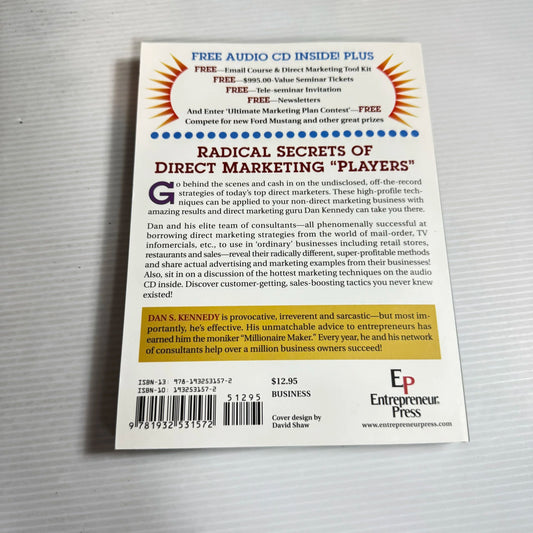 FREE AUDIO CD INSIDE! PLUS
FREE—Email Course & Direct Marketing Tool Kit
FREE—$995.00-Value Seminar Tickets
FREE—Tele-seminar Invitation
FREE—Newsletters
And Enter 'Ultimate Marketing Plan Contest'—FREE
Compete for new Ford Mustang and other great prizes
RADICAL SECRETS OF
DIRECT MARKETING "PLAYERS"
Go behind the scenes and cash in on the undisclosed, off-the-record
strategies of today's top direct marketers. These high-profile tech-
niques can be applied to your non-direct marketing business with
amazing results and direct marketing guru Dan Kennedy can take you there.
Dan and his elite team of consultants—all phenomenally successful at
borrowing direct marketing strategies from the world of mail-order, TV
infomercials, etc., to use in 'ordinary' businesses including retail stores,
restaurants and sales—reveal their radically different, super-profitable methods
and share actual advertising and marketing examples from their businesses!
Also, sit in on a discussion of the hottest marketing techniques on the audio
CD inside. Discover customer-getting, sales-boosting tactics you never knew
existed!
DAN S. KENNEDY is provocative, irreverent and sarcastic—but most im-
portantly, he's effective. His unmatchable advice to entrepreneurs has
earned him the moniker "Millionaire Maker." Every year, he and his network
of consultants help over a million business owners succeed!
ISBN-13: 978-193253157-2
ISBN-10: 193253157-2
51295
9 781932 531572
$12.95
BUSINESS
Cover design by
David Shaw
EP
Entrepreneur
Press
www.entrepreneurpress.com